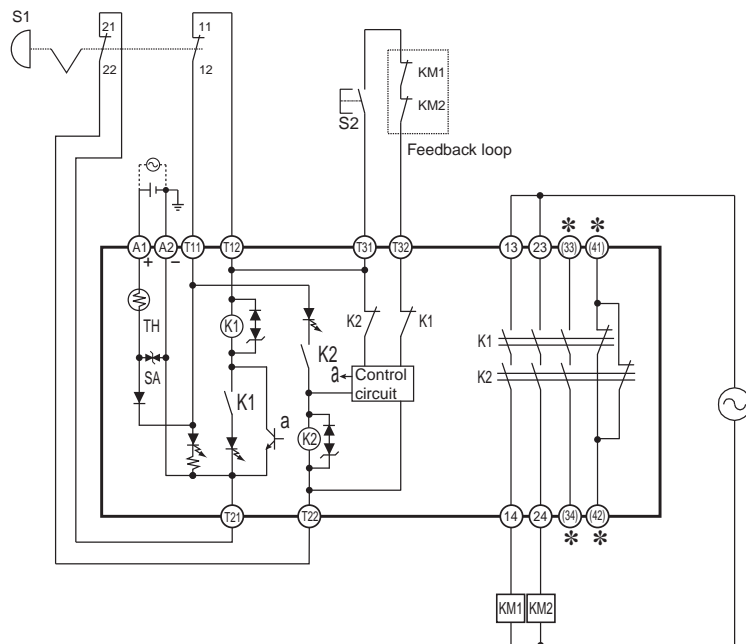 S1
21
22
11
12
S2
KM1
KM2
Feedback loop
A1
A2
T11
T12
T31
T32
13
23
(33)
(41)
*
*
+
−
TH
SA
K1
K1
a
K2
K2
K2
K1
a
Control
circuit
K1
K2
T21
T22
14
24
(34)
(42)
*
*
KM1
KM2